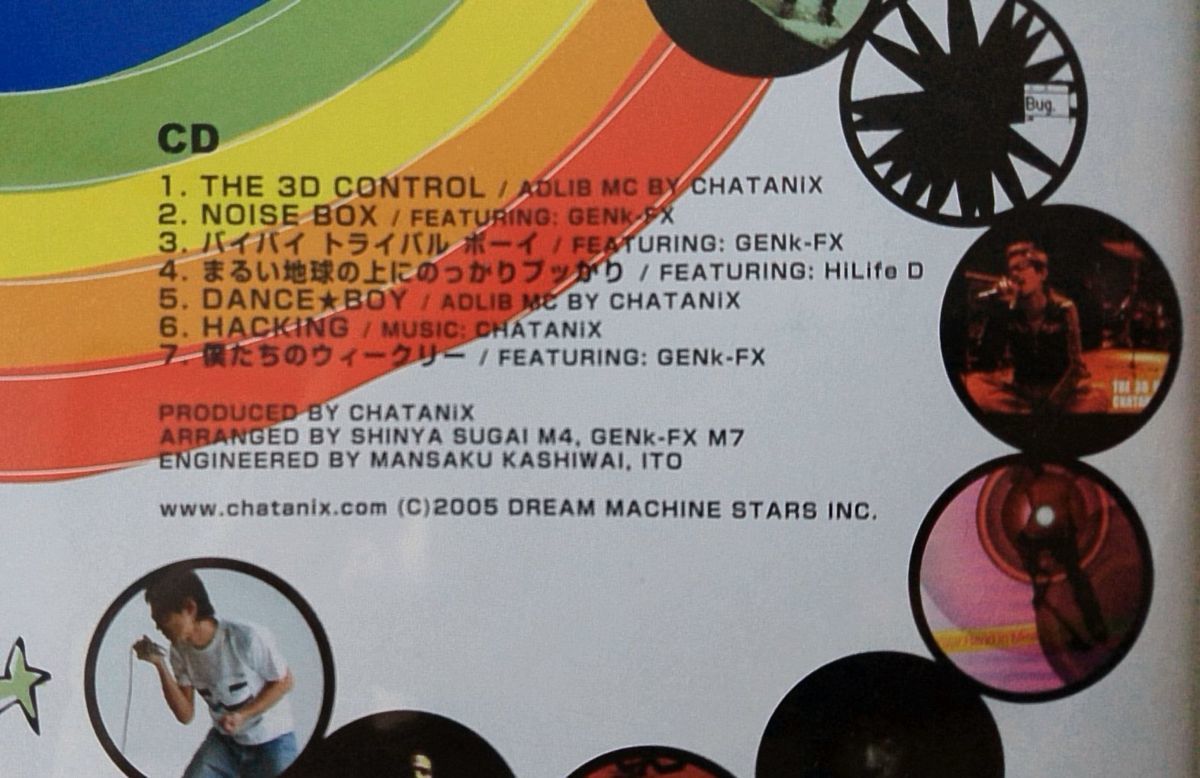 CD
1. THE 3D CONTROL / ADLIB MC BY CHATANiX
2. NOISE BOX / FEATURING: GENk-FX
3. バイバイ トライバル ボーイ / FEATURING: GENk-FX
4. まるい地球の上にのっかりプッかり / FEATURING: HiLife D
5. DANCE★BOY / ADLIB MC BY CHATANiX
6. HACKING / MUSIC: CHATANiX
7. 僕たちのウィークリー / FEATURING: GENk-FX
PRODUCED BY CHATANiX
ARRANGED BY SHINYA SUGAI M4, GENk-FX M7
ENGINEERED BY MANSAKU KASHIWAI, ITO
www.chatanix.com (C)2005 DREAM MACHINE STARS INC.
Bug.
THE 3D